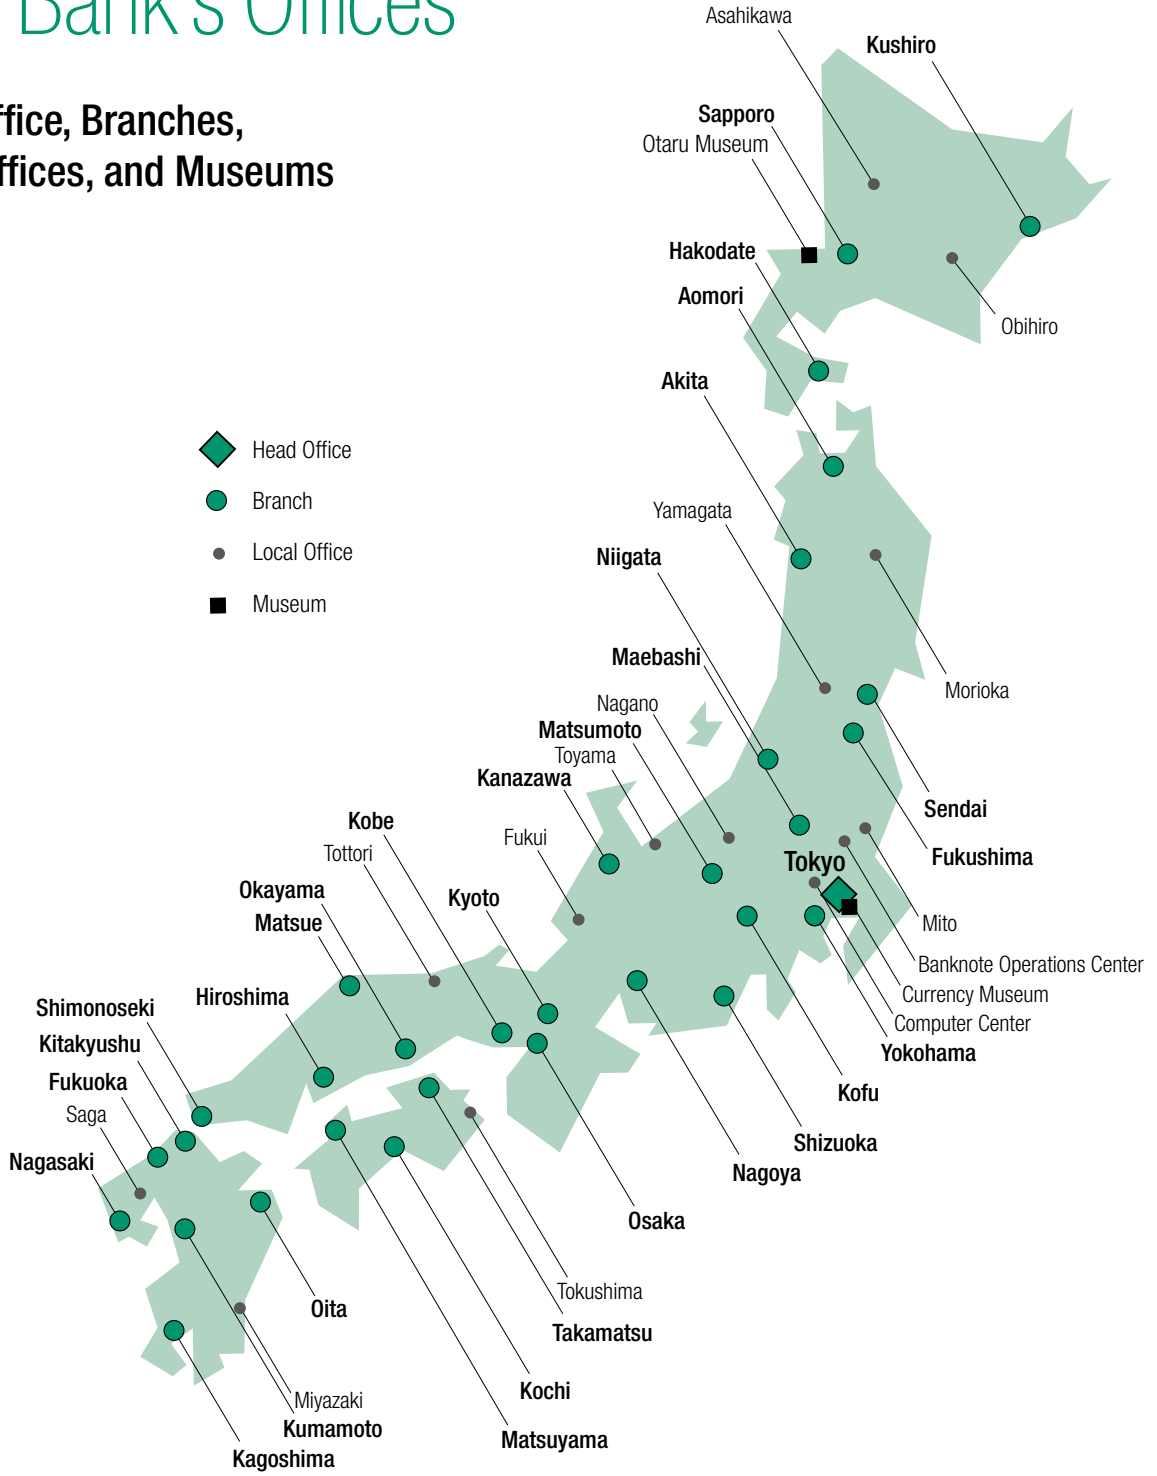 Bank's Offices
ffice, Branches,
ffices, and Museums
Asahikawa
Kushiro
Sapporo
Otaru Museum
Hakodate
Aomori
Obihiro
Akita
Head Office
Branch
Local Office
Museum
Yamagata
Niigata
Maebashi
Morioka
Nagano
Matsumoto
Toyama
Kanazawa
Sendai
Kobe
Fukui
Tottori
Fukushima
Tokyo
Okayama
Kyoto
Matsue
Mito
Banknote Operations Center
Currency Museum
Hiroshima
Shimonoseki
Computer Center
Kitakyushu
Yokohama
Fukuoka
Kofu
Saga
Shizuoka
Nagasaki
Nagoya
Osaka
Tokushima
Oita
Takamatsu
Kochi
Miyazaki
Kumamoto
Matsuyama
Kagoshima